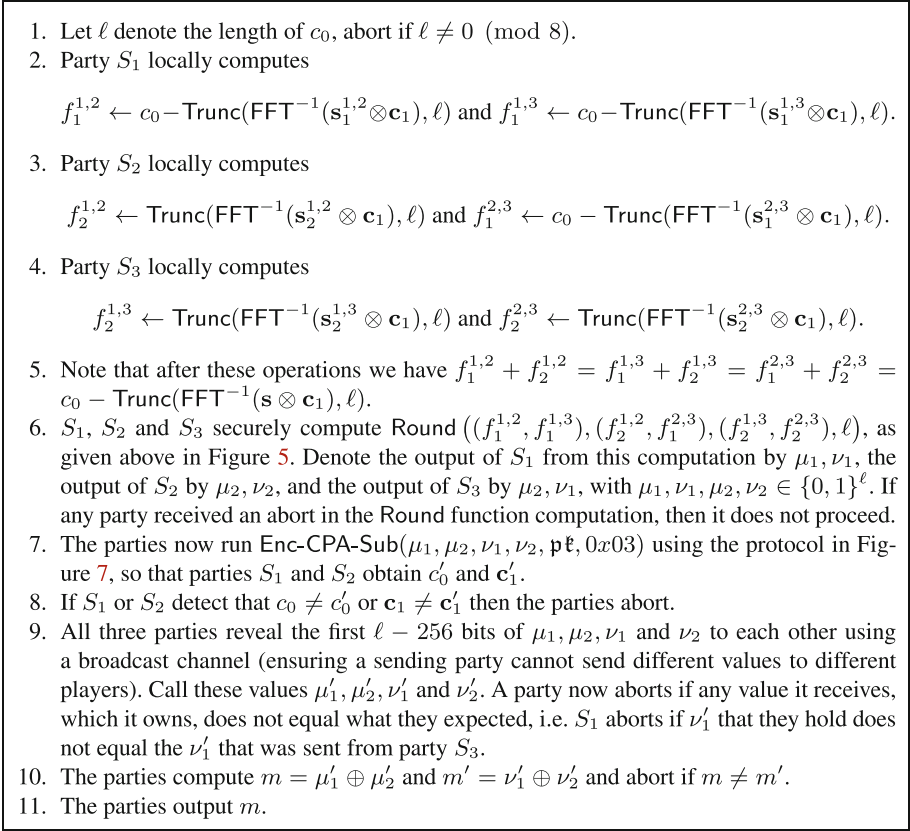 1. Let ℓ denote the length of c₀, abort if ℓ ≠ 0 (mod 8).
2. Party S₁ locally computes
f₁^{1,2} ← c₀−Trunc(FFT⁻¹(s₁^{1,2}⊗c₁), ℓ) and f₁^{1,3} ← c₀−Trunc(FFT⁻¹(s₁^{1,3}⊗c₁), ℓ).
3. Party S₂ locally computes
f₂^{1,2} ← Trunc(FFT⁻¹(s₂^{1,2} ⊗ c₁), ℓ) and f₁^{2,3} ← c₀ − Trunc(FFT⁻¹(s₁^{2,3} ⊗ c₁), ℓ).
4. Party S₃ locally computes
f₂^{1,3} ← Trunc(FFT⁻¹(s₂^{1,3} ⊗ c₁), ℓ) and f₂^{2,3} ← Trunc(FFT⁻¹(s₂^{2,3} ⊗ c₁), ℓ).
5. Note that after these operations we have f₁^{1,2} + f₂^{1,2} = f₁^{1,3} + f₂^{1,3} = f₁^{2,3} + f₂^{2,3} =
c₀ − Trunc(FFT⁻¹(s ⊗ c₁), ℓ).
6. S₁, S₂ and S₃ securely compute Round ((f₁^{1,2}, f₁^{1,3}), (f₂^{1,2}, f₁^{2,3}), (f₂^{1,3}, f₂^{2,3}), ℓ), as
given above in Figure 5. Denote the output of S₁ from this computation by μ₁, ν₁, the
output of S₂ by μ₂, ν₂, and the output of S₃ by μ₂, ν₁, with μ₁, ν₁, μ₂, ν₂ ∈ {0, 1}^ℓ. If
any party received an abort in the Round function computation, then it does not proceed.
7. The parties now run Enc-CPA-Sub(μ₁, μ₂, ν₁, ν₂, 𝔭𝔨, 0x03) using the protocol in Fig-
ure 7, so that parties S₁ and S₂ obtain c₀′ and c₁′.
8. If S₁ or S₂ detect that c₀ ≠ c₀′ or c₁ ≠ c₁′ then the parties abort.
9. All three parties reveal the first ℓ − 256 bits of μ₁, μ₂, ν₁ and ν₂ to each other using
a broadcast channel (ensuring a sending party cannot send different values to different
players). Call these values μ₁′, μ₂′, ν₁′ and ν₂′. A party now aborts if any value it receives,
which it owns, does not equal what they expected, i.e. S₁ aborts if ν₁′ that they hold does
not equal the ν₁′ that was sent from party S₃.
10. The parties compute m = μ₁′ ⊕ μ₂′ and m′ = ν₁′ ⊕ ν₂′ and abort if m ≠ m′.
11. The parties output m.